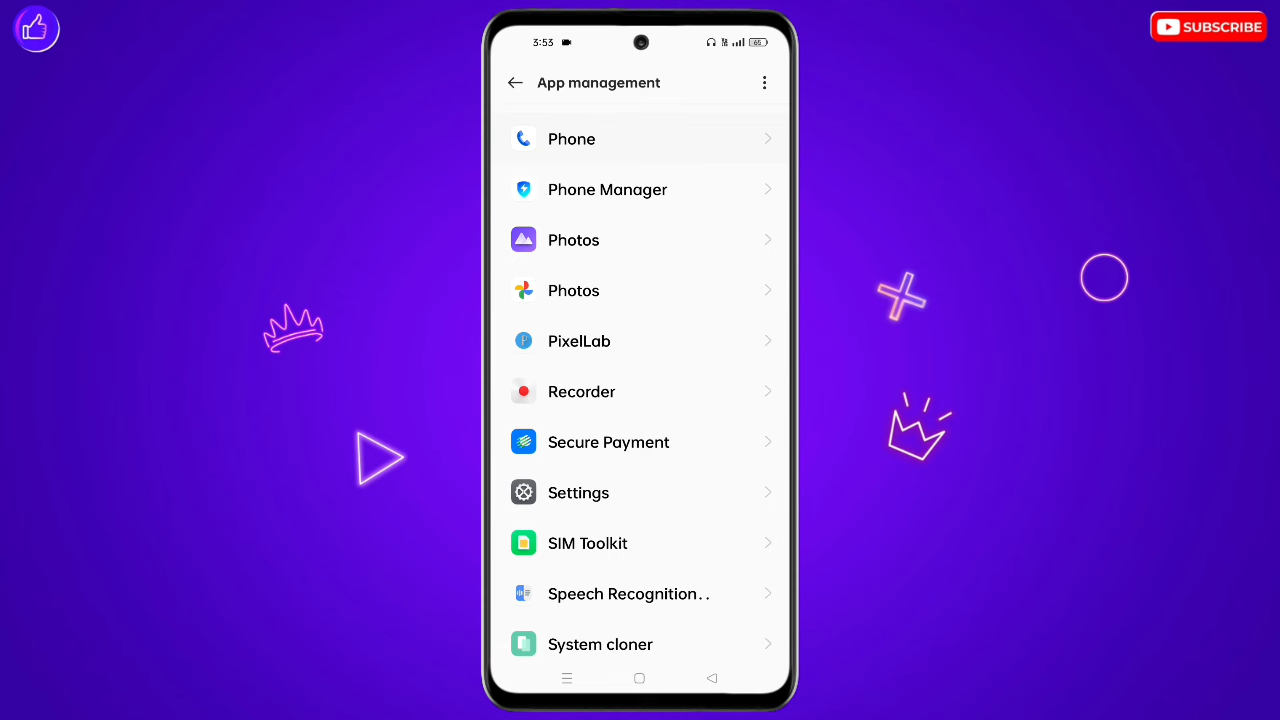 SUBSCRIBE
3:53
65
App management
Phone
Phone Manager
Photos
Photos
PixelLab
Recorder
Secure Payment
Settings
SIM Toolkit
Speech Recognition..
System cloner